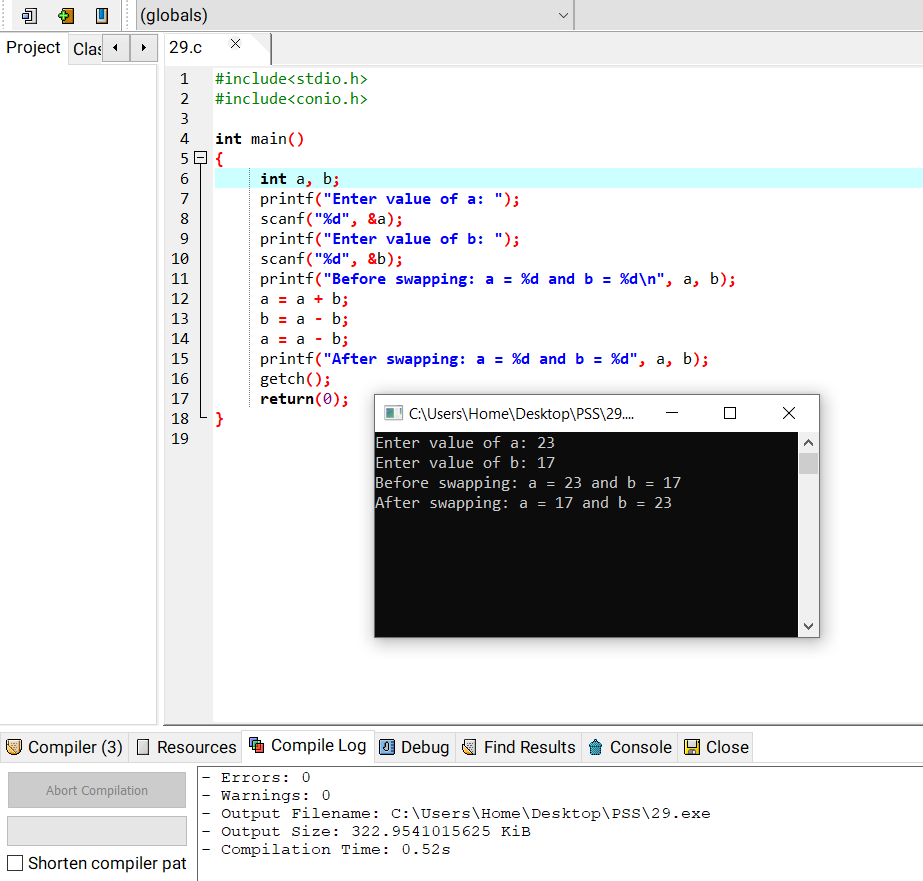 (globals)
Project Clas 29.c
1 #include<stdio.h>
2 #include<conio.h>
3
4 int main()
5 {
6 int a, b;
7 printf("Enter value of a: ");
8 scanf("%d", &a);
9 printf("Enter value of b: ");
10 scanf("%d", &b);
11 printf("Before swapping: a = %d and b = %d\n", a, b);
12 a = a + b;
13 b = a - b;
14 a = a - b;
15 printf("After swapping: a = %d and b = %d", a, b);
16 getch();
17 return(0);
18 }
19
C:\Users\Home\Desktop\PSS\29....
Enter value of a: 23
Enter value of b: 17
Before swapping: a = 23 and b = 17
After swapping: a = 17 and b = 23
Compiler (3) Resources Compile Log Debug Find Results Console Close
Abort Compilation
Shorten compiler pat
- Errors: 0
- Warnings: 0
- Output Filename: C:\Users\Home\Desktop\PSS\29.exe
- Output Size: 322.9541015625 KiB
- Compilation Time: 0.52s